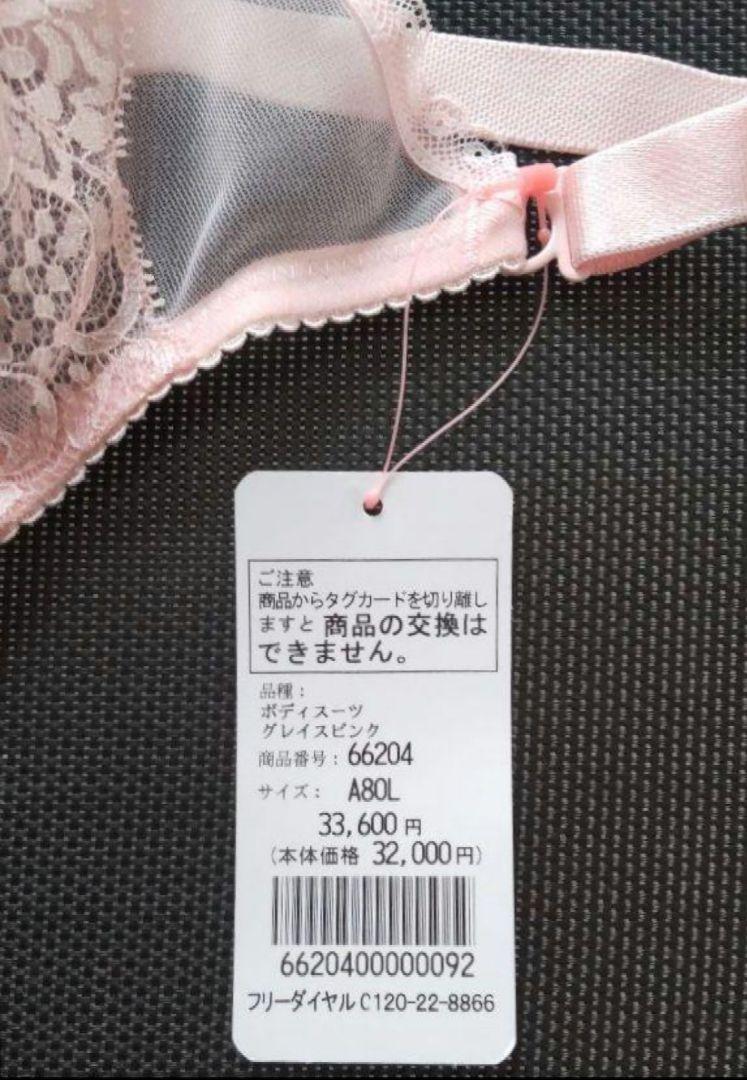 ご注意
商品からタグカードを切り離し
ますと 商品の交換は
できません。
品種:
ボディスーツ
グレイスピンク
商品番号: 66204
サイズ: A80L
33,600 円
(本体価格 32,000円)
6620400000092
フリーダイヤル 0120-22-8866